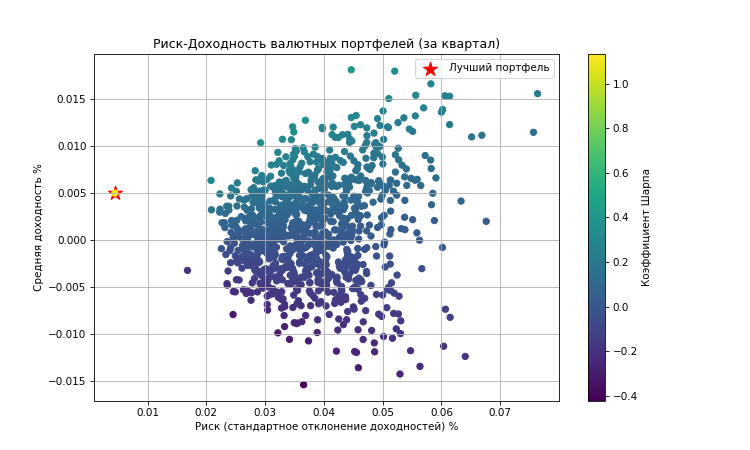 Риск-Доходность валютных портфелей (за квартал)
Лучший портфель
0.015
0.010
0.005
0.000
−0.005
−0.010
−0.015
Средняя доходность %
0.01 0.02 0.03 0.04 0.05 0.06 0.07
Риск (стандартное отклонение доходностей) %
1.0
0.8
0.6
0.4
0.2
0.0
−0.2
−0.4
Коэффициент Шарпа